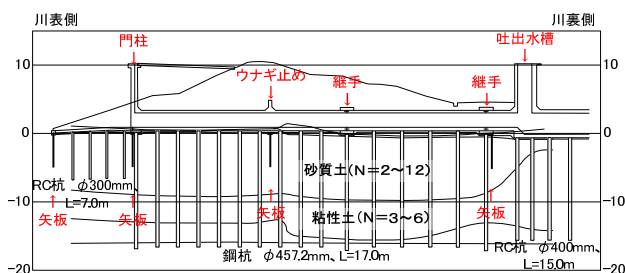 川表側
川裏側
門柱
吐出水槽
ウナギ止め
継手
継手
10
10
0
0
砂質土(N=2~12)
RC杭 φ300mm、
L=7.0m
-10
-10
矢板
矢板
矢板
矢板
粘性土(N=3~6)
鋼杭 φ457.2mm、L=17.0m
RC杭 φ400mm、
L=15.0m
-20
-20